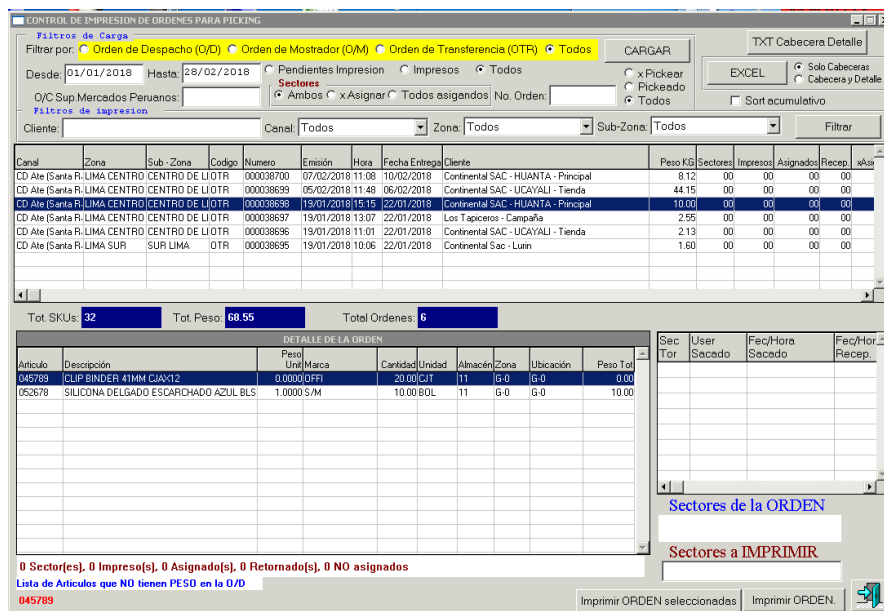 CONTROL DE IMPRESION DE ORDENES PARA PICKING
Filtros de Carga
Filtrar por: Orden de Despacho (O/D) Orden de Mostrador (O/M) Orden de Transferencia (OTR) Todos CARGAR TXT Cabecera Detalle
Desde: 01/01/2018 Hasta: 28/02/2018 Pendientes Impresion Impresos Todos x Pickear EXCEL Solo Cabeceras
Pickeado Cabecera y Detalle
Sectores
O/C Sup.Mercados Peruanos: Ambos x Asignar Todos asigandos No. Orden: Todos Sort acumulativo
Filtros de impresion
Cliente: Canal: Todos Zona: Todos Sub-Zona: Todos Filtrar
Canal Zona Sub - Zona Codigo Numero Emisión Hora Fecha Entrega Cliente Peso KG Sectores Impresos Asignados Recep. xAsi
CD Ate (Santa R. LIMA CENTRO CENTRO DE LI OTR 000038700 07/02/2018 11:08 10/02/2018 Continental SAC - HUANTA - Principal 8.12 00 00 00 00
CD Ate (Santa R. LIMA CENTRO CENTRO DE LI OTR 000038699 05/02/2018 11:48 06/02/2018 Continental SAC - UCAYALI - Tienda 44.15 00 00 00 00
CD Ate (Santa R. LIMA CENTRO CENTRO DE LI OTR 000038698 19/01/2018 15:15 22/01/2018 Continental SAC - HUANTA - Principal 10.00 00 00 00 00
CD Ate (Santa R. LIMA CENTRO CENTRO DE LI OTR 000038697 19/01/2018 13:07 22/01/2018 Los Tapiceros - Campaña 2.55 00 00 00 00
CD Ate (Santa R. LIMA CENTRO CENTRO DE LI OTR 000038696 19/01/2018 11:01 22/01/2018 Continental SAC - UCAYALI - Tienda 2.13 00 00 00 00
CD Ate (Santa R. LIMA SUR SUR LIMA OTR 000038695 19/01/2018 10:06 22/01/2018 Continental Sac - Lurin 1.60 00 00 00 00
Tot. SKUs: 32 Tot. Peso: 68.55 Total Ordenes: 6
DETALLE DE LA ORDEN
Articulo Descripción Peso Unit Marca Cantidad Unidad Almacén Zona Ubicación Peso Tot
045789 CLIP BINDER 41MM CJAX12 0.0000 OFFI 20.00 CJT 11 G-0 G-0 0.00
052678 SILICONA DELGADO ESCARCHADO AZUL BLS 1.0000 S/M 10.00 BOL 11 G-0 G-0 10.00
Sec User Fec/Hora Fec/Hor
Tor Sacado Sacado Recep.
Sectores de la ORDEN
Sectores a IMPRIMIR
0 Sector(es), 0 Impreso(s), 0 Asignado(s), 0 Retornado(s), 0 NO asignados
Lista de Articulos que NO tienen PESO en la O/D
045789
Imprimir ORDEN seleccionadas Imprimir ORDEN.